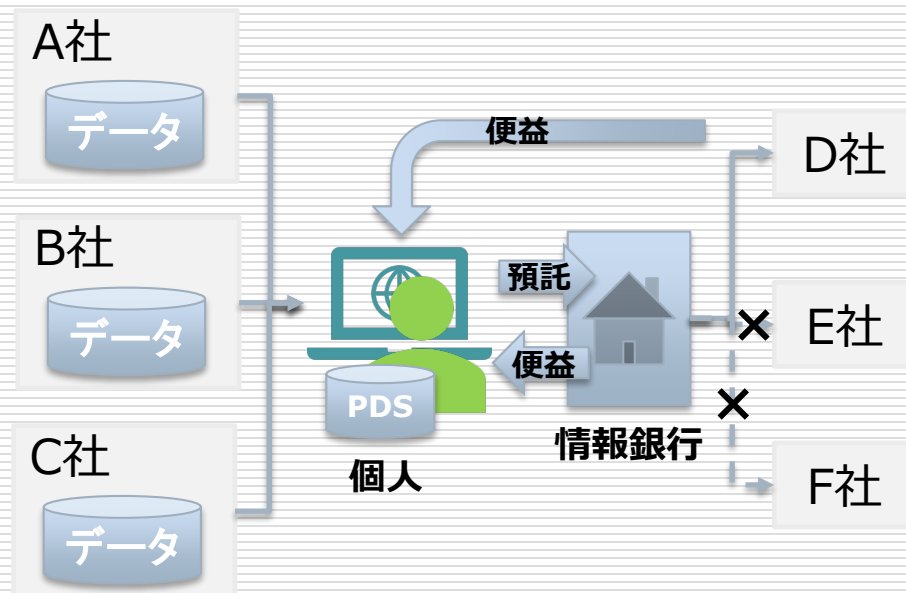 A社
データ
B社
データ
C社
データ
便益
預託
便益
PDS
個人
情報銀行
D社
E社
F社